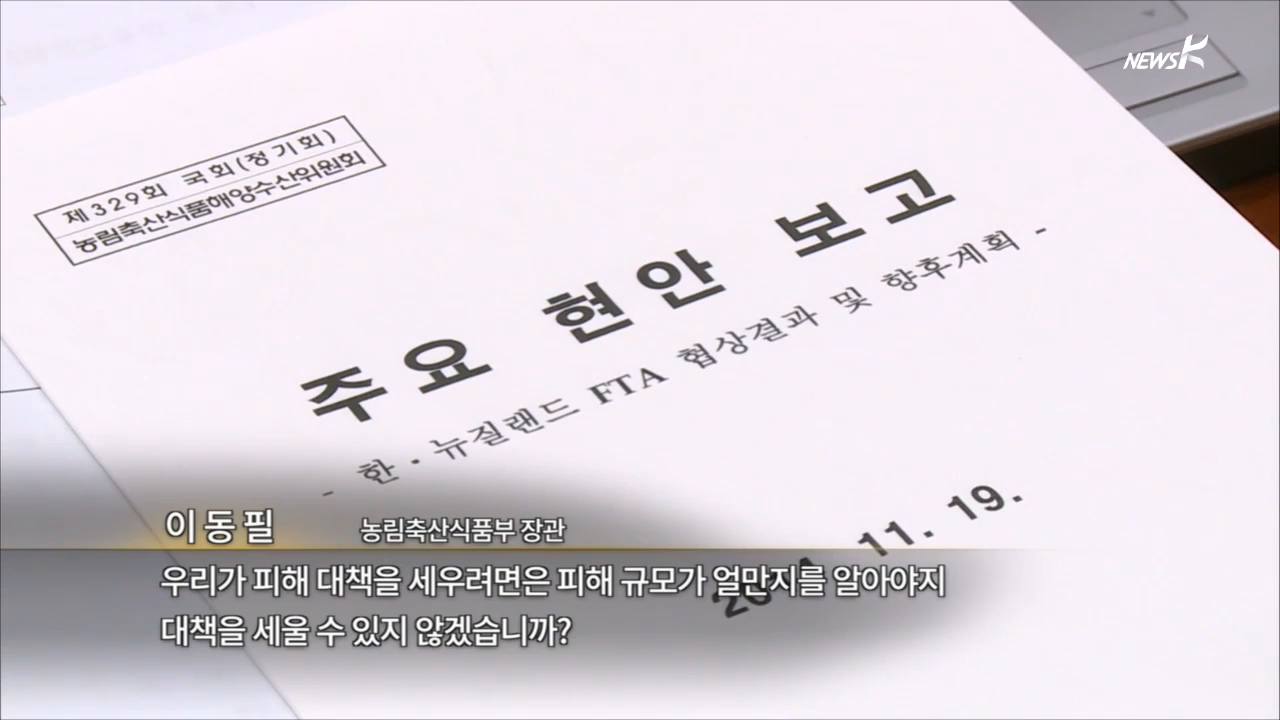 NEWSK
제329회 국회(정기회)
농림축산식품해양수산위원회
주요 현안 보고
- 한·뉴질랜드 FTA 협상결과 및 향후계획 -
2014. 11. 19.
이동필 농림축산식품부 장관
우리가 피해 대책을 세우려면은 피해 규모가 얼만지를 알아야지
대책을 세울 수 있지 않겠습니까?